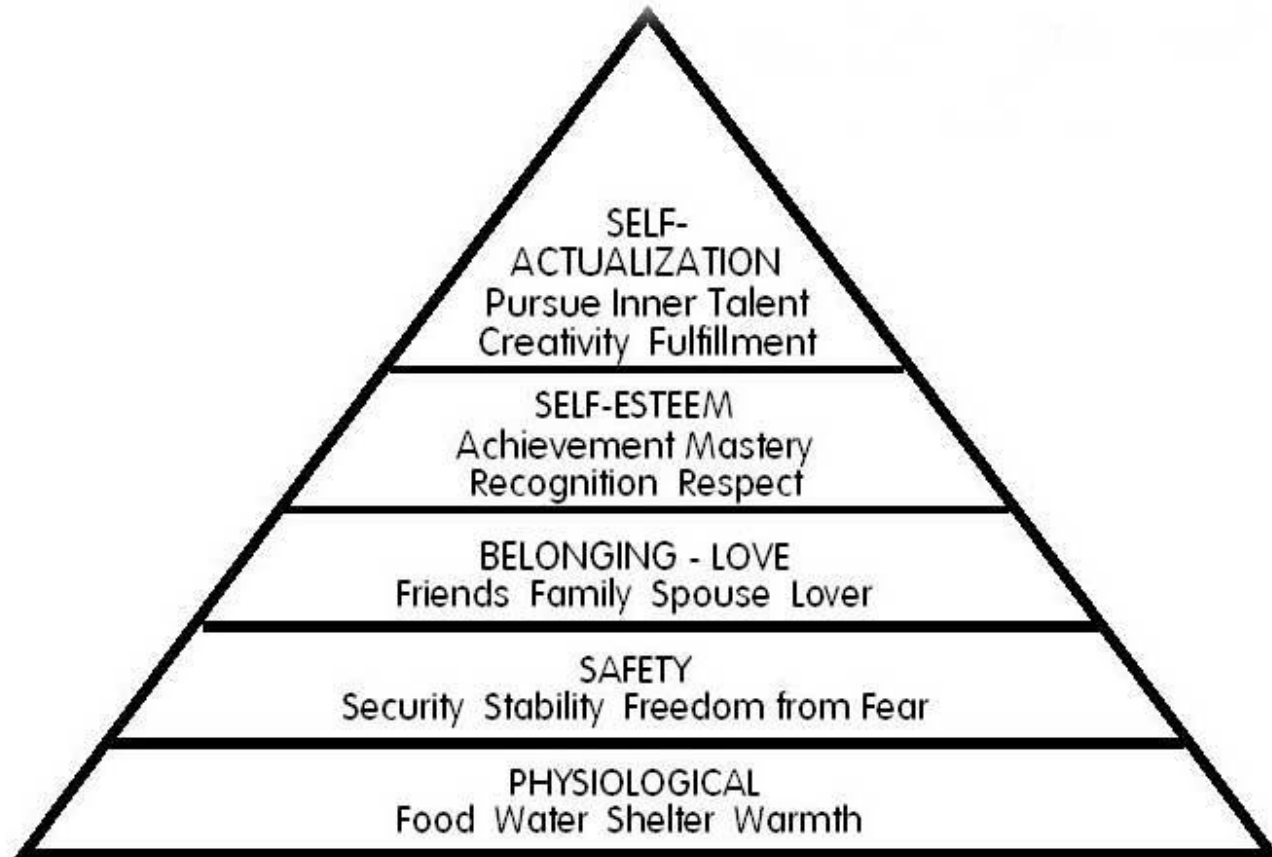 SELF-
ACTUALIZATION
Pursue Inner Talent
Creativity Fulfillment
SELF-ESTEEM
Achievement Mastery
Recognition Respect
BELONGING - LOVE
Friends Family Spouse Lover
SAFETY
Security Stability Freedom from Fear
PHYSIOLOGICAL
Food Water Shelter Warmth